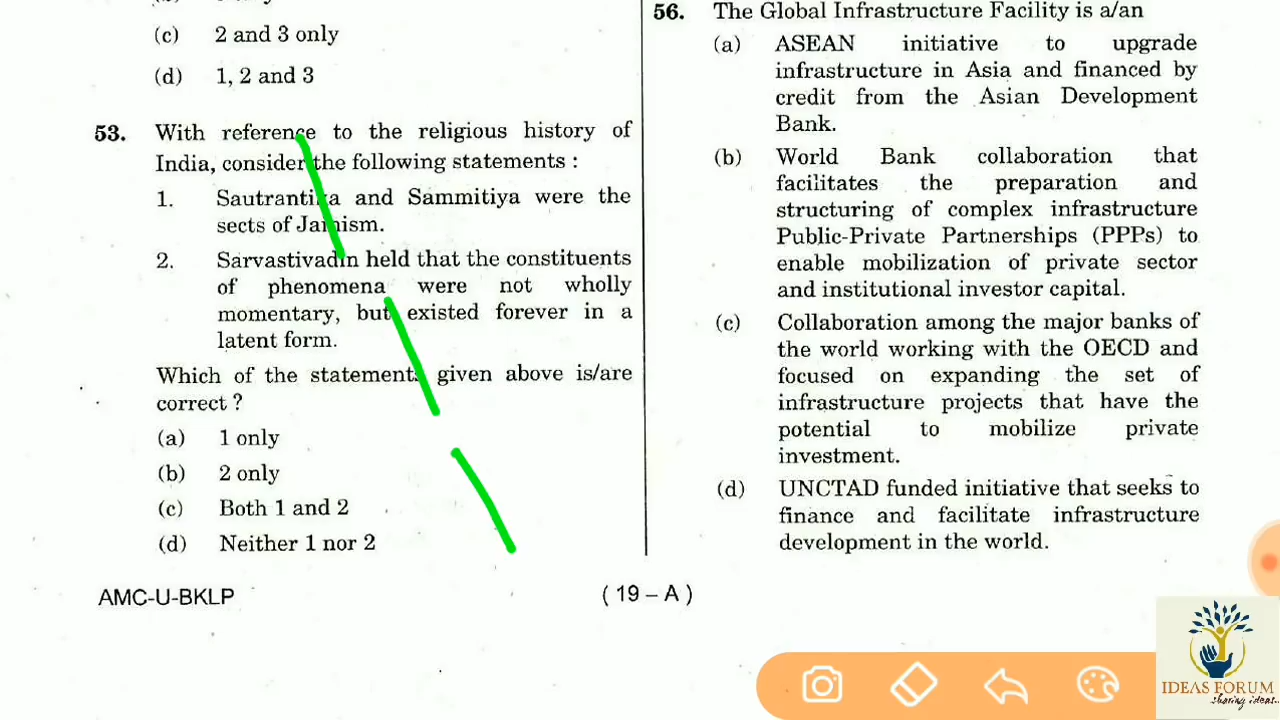 (c) 2 and 3 only
(d) 1, 2 and 3
53. With reference to the religious history of
India, consider the following statements :
1. Sautrantika and Sammitiya were the
sects of Jainism.
2. Sarvastivadin held that the constituents
of phenomena were not wholly
momentary, but existed forever in a
latent form.
Which of the statements given above is/are
correct ?
(a) 1 only
(b) 2 only
(c) Both 1 and 2
(d) Neither 1 nor 2
AMC-U-BKLP
56. The Global Infrastructure Facility is a/an
(a) ASEAN initiative to upgrade
infrastructure in Asia and financed by
credit from the Asian Development
Bank.
(b) World Bank collaboration that
facilitates the preparation and
structuring of complex infrastructure
Public-Private Partnerships (PPPs) to
enable mobilization of private sector
and institutional investor capital.
(c) Collaboration among the major banks of
the world working with the OECD and
focused on expanding the set of
infrastructure projects that have the
potential to mobilize private
investment.
(d) UNCTAD funded initiative that seeks to
finance and facilitate infrastructure
development in the world.
( 19 – A )
IDEAS FORUM
sharing ideas..